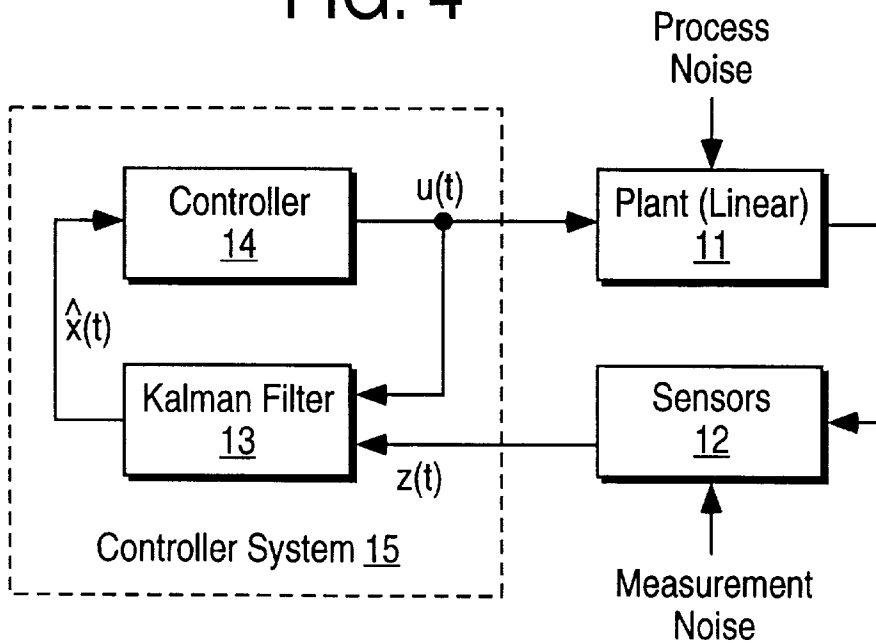 FIG. 4
Process
Noise
Controller
14
u(t)
Plant (Linear)
11
x̂(t)
Kalman Filter
13
Sensors
12
z(t)
Controller System 15
Measurement
Noise